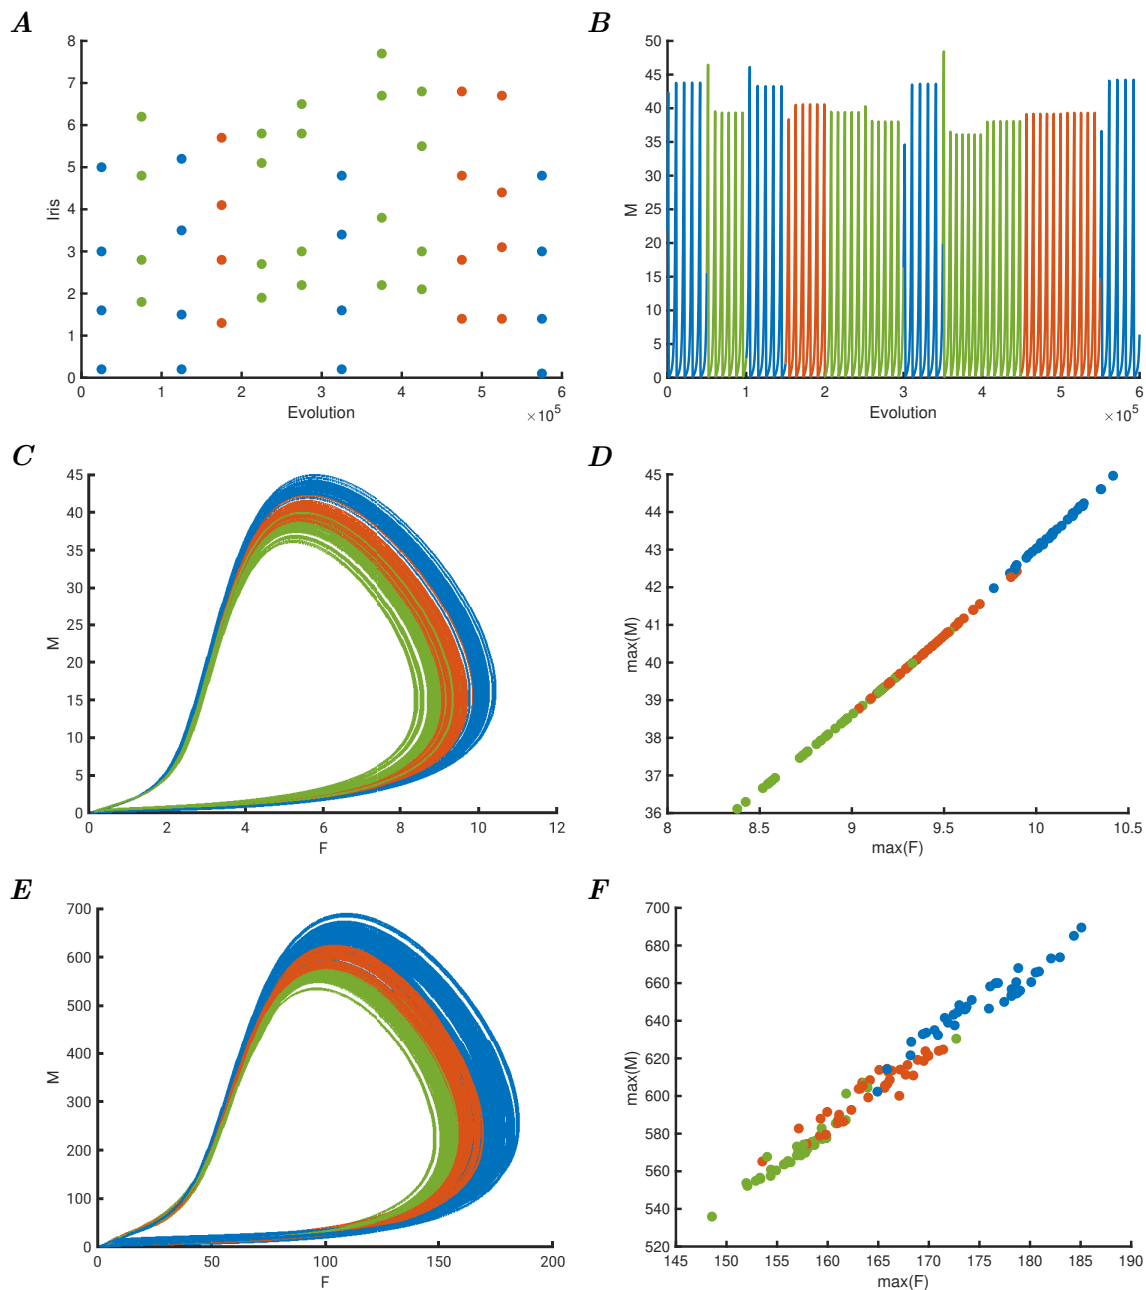 A
8
7
6
5
4
3
2
1
0
Iris
0 1 2 3 4 5 6
Evolution
×10^5
B
50
45
40
35
30
25
20
15
10
5
0
M
0 1 2 3 4 5 6
Evolution
×10^5
C
45
40
35
30
25
20
15
10
5
0
M
0 2 4 6 8 10 12
F
D
45
44
43
42
41
40
39
38
37
36
max(M)
8 8.5 9 9.5 10 10.5
max(F)
E
700
600
500
400
300
200
100
0
M
0 50 100 150 200
F
F
700
680
660
640
620
600
580
560
540
520
max(M)
145 150 155 160 165 170 175 180 185 190
max(F)